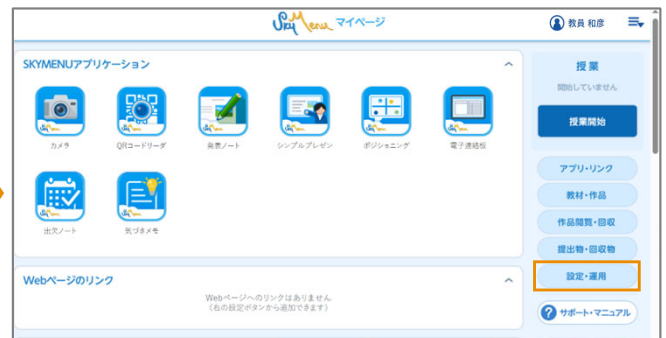 SkyMenu マイページ
教員 和彦
SKYMENUアプリケーション
カメラ
QRコードリーダ
発表ノート
シンプルプレゼン
ポジショニング
電子連絡板
出欠ノート
気づきメモ
Webページのリンク
Webページへのリンクはありません
(右の設定ボタンから追加できます)
授業
開始していません
授業開始
アプリ・リンク
教材・作品
作品閲覧・回収
提出物・回収物
設定・運用
? サポート・マニュアル